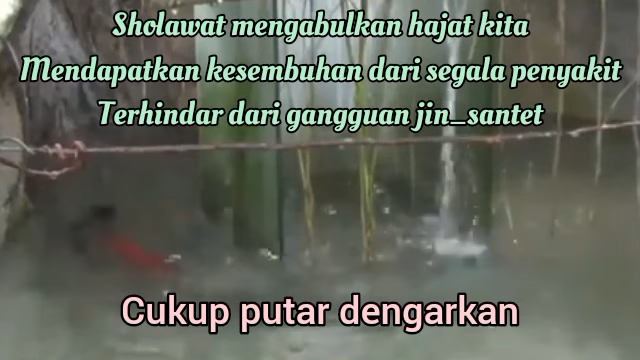 Sholawat mengabulkan hajat kita
Mendapatkan kesembuhan dari segala penyakit
Terhindar dari gangguan jin_santet
Cukup putar dengarkan